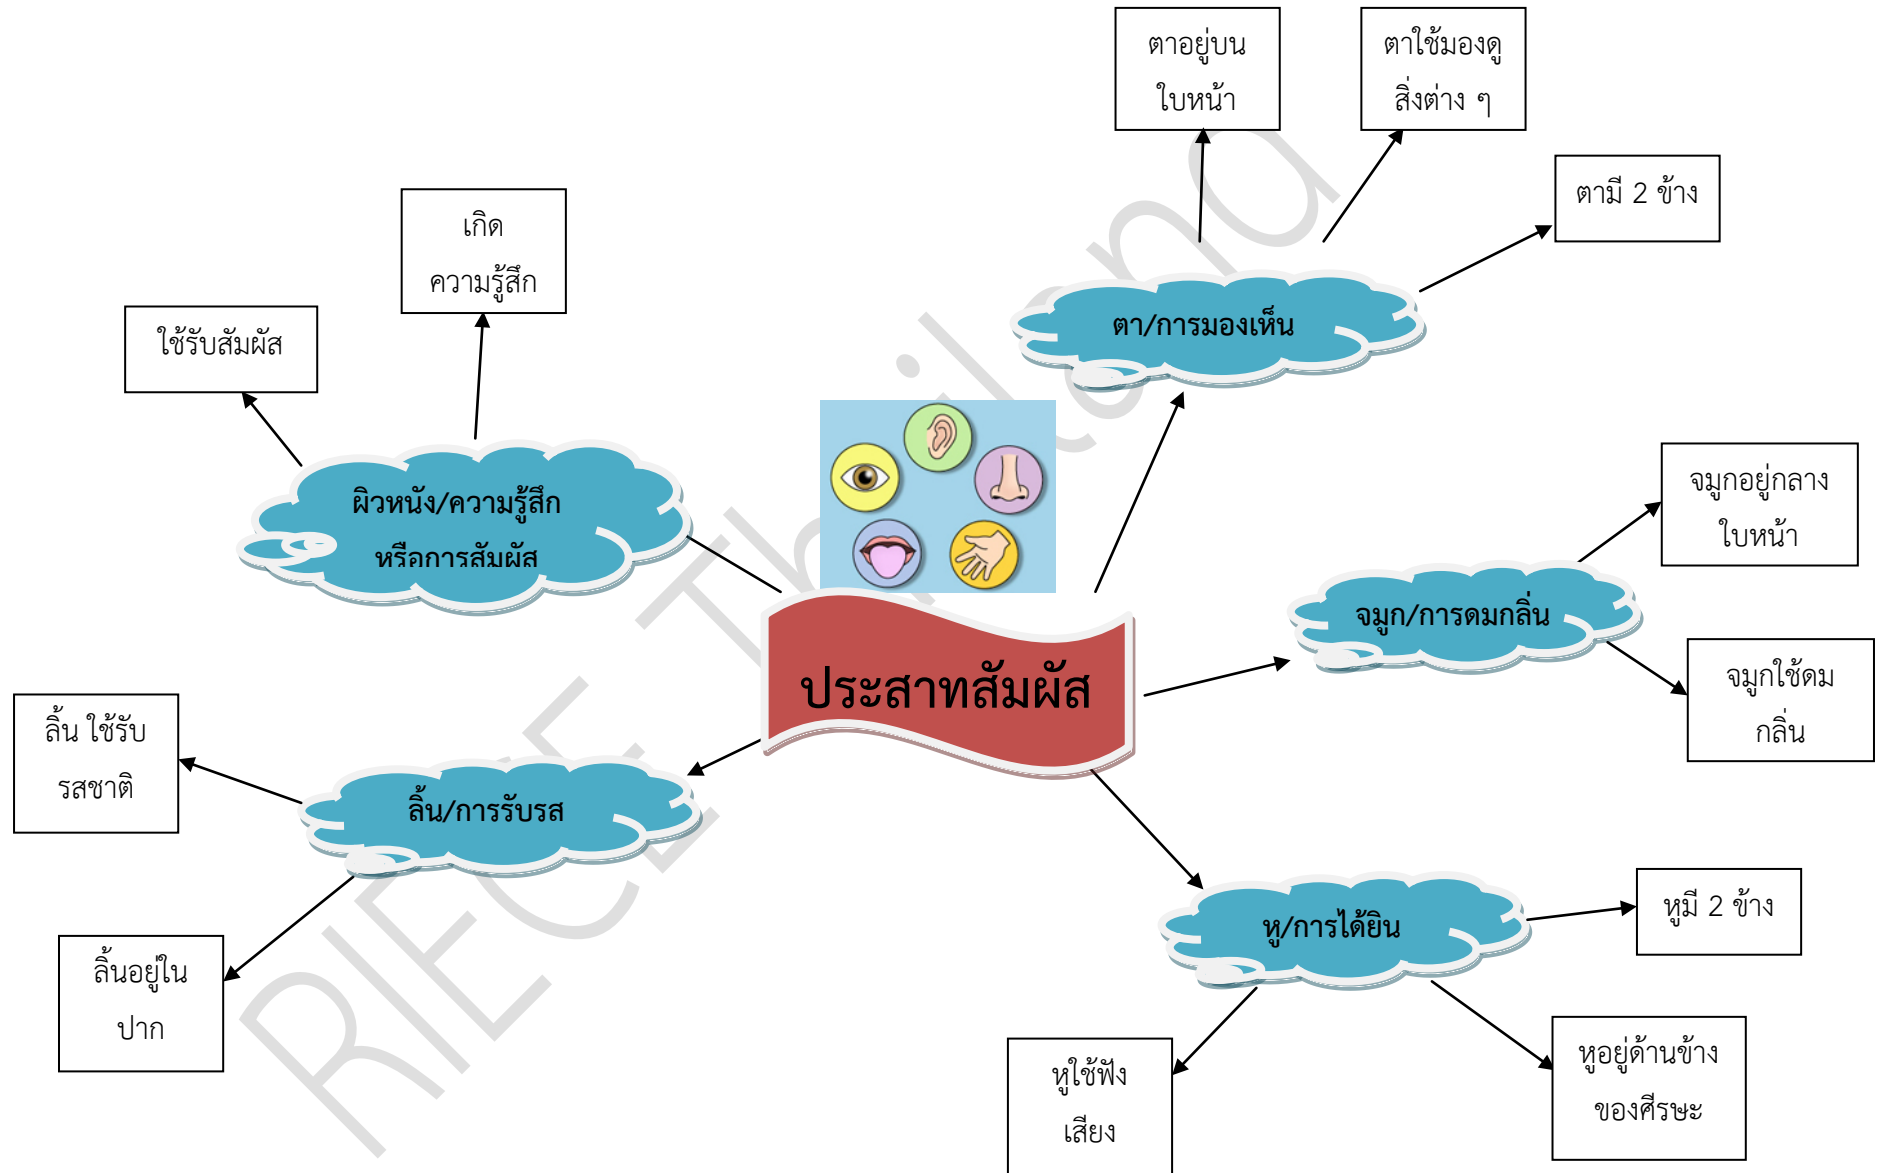 ตาอยู่บน
ใบหน้า
ตาใช้มองดู
สิ่งต่าง ๆ
ตามี 2 ข้าง
ตา/การมองเห็น
เกิด
ความรู้สึก
ใช้รับสัมผัส
ผิวหนัง/ความรู้สึก
หรือการสัมผัส
จมูกอยู่กลาง
ใบหน้า
จมูก/การดมกลิ่น
จมูกใช้ดม
กลิ่น
ประสาทสัมผัส
ลิ้น ใช้รับ
รสชาติ
ลิ้น/การรับรส
ลิ้นอยู่ใน
ปาก
หู/การได้ยิน
หูมี 2 ข้าง
หูใช้ฟัง
เสียง
หูอยู่ด้านข้าง
ของศีรษะ
RIECE Thailand